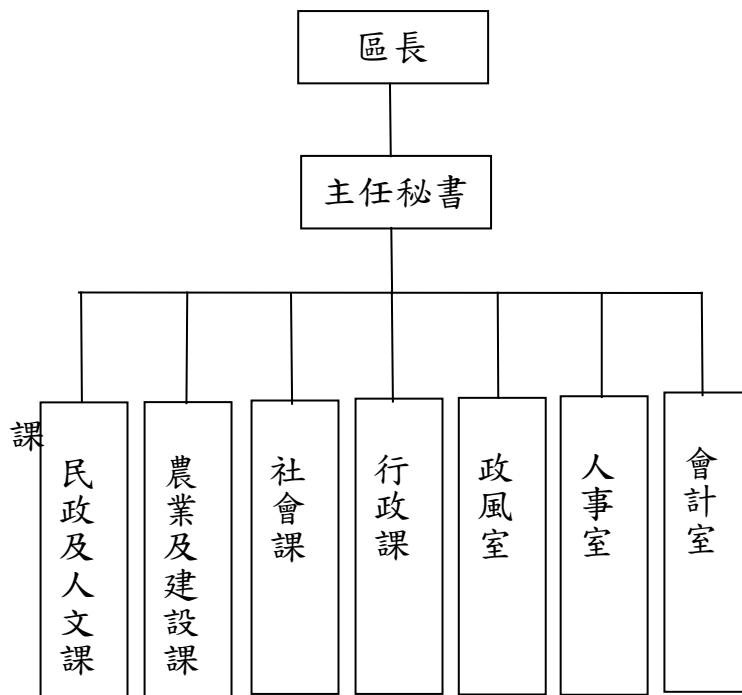 區長
主任秘書
課
民政及人文課
農業及建設課
社會課
行政課
政風室
人事室
會計室